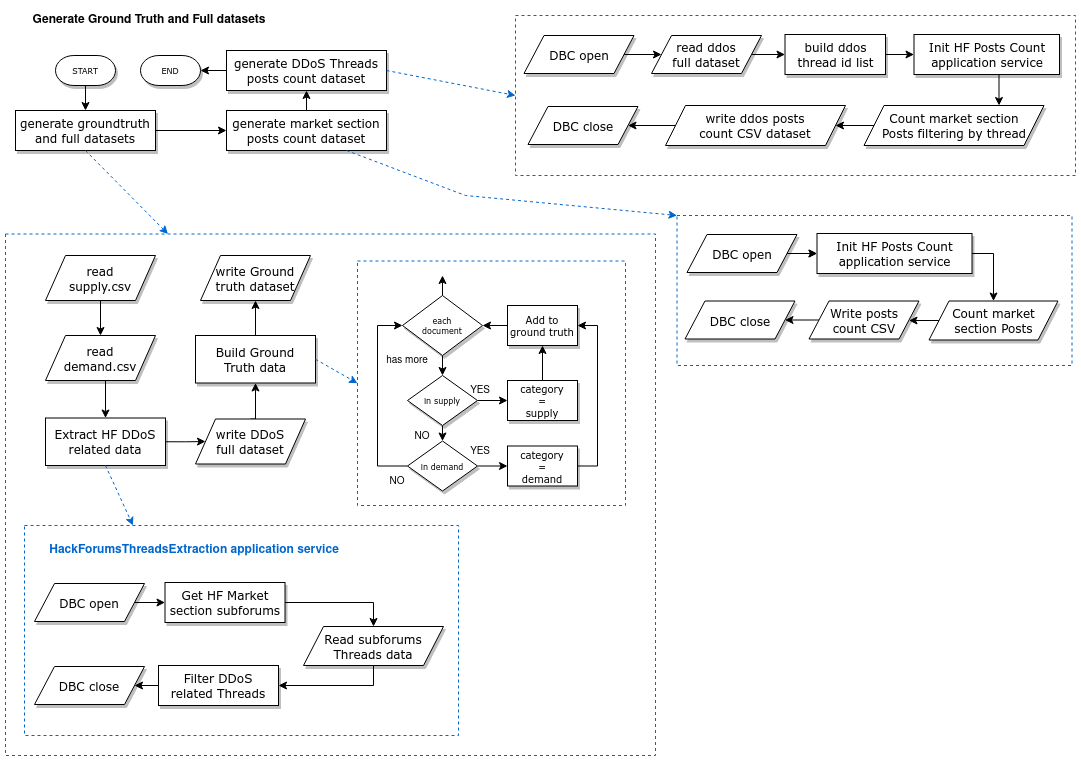 Generate Ground Truth and Full datasets
START
END
generate DDoS Threads
posts count dataset
generate groundtruth
and full datasets
generate market section
posts count dataset
DBC open
read ddos
full dataset
build ddos
thread id list
Init HF Posts Count
application service
DBC close
write ddos posts
count CSV dataset
Count market section
Posts filtering by thread
DBC open
Init HF Posts Count
application service
DBC close
Write posts
count CSV
Count market
section Posts
read
supply.csv
write Ground
truth dataset
read
demand.csv
Build Ground
Truth data
Extract HF DDoS
related data
write DDoS
full dataset
each
document
Add to
ground truth
has more
in supply
YES
category
=
supply
NO
in demand
YES
category
=
demand
NO
HackForumsThreadsExtraction application service
DBC open
Get HF Market
section subforums
Read subforums
Threads data
DBC close
Filter DDoS
related Threads